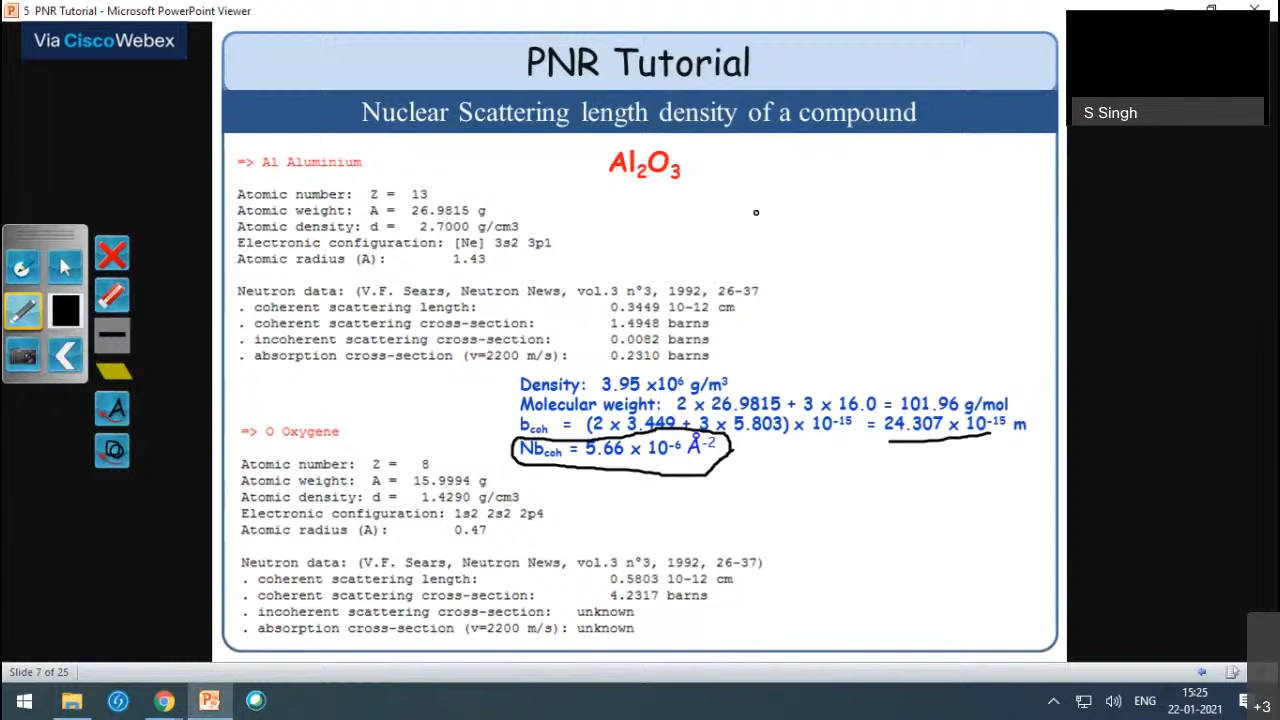 5 PNR Tutorial - Microsoft PowerPoint Viewer
Via CiscoWebex
S Singh
PNR Tutorial
Nuclear Scattering length density of a compound
=> Al Aluminium
Al2O3
Atomic number: Z = 13
Atomic weight: A = 26.9815 g
Atomic density: d = 2.7000 g/cm3
Electronic configuration: [Ne] 3s2 3p1
Atomic radius (A): 1.43
Neutron data: (V.F. Sears, Neutron News, vol.3 n°3, 1992, 26-37
. coherent scattering length: 0.3449 10-12 cm
. coherent scattering cross-section: 1.4948 barns
. incoherent scattering cross-section: 0.0082 barns
. absorption cross-section (v=2200 m/s): 0.2310 barns
Density: 3.95 x10⁶ g/m³
Molecular weight: 2 x 26.9815 + 3 x 16.0 = 101.96 g/mol
bcoh = (2 x 3.449 + 3 x 5.803) x 10⁻¹⁵ = 24.307 x 10⁻¹⁵ m
Nbcoh = 5.66 x 10⁻⁶ Å⁻²
=> O Oxygene
Atomic number: Z = 8
Atomic weight: A = 15.9994 g
Atomic density: d = 1.4290 g/cm3
Electronic configuration: 1s2 2s2 2p4
Atomic radius (A): 0.47
Neutron data: (V.F. Sears, Neutron News, vol.3 n°3, 1992, 26-37)
. coherent scattering length: 0.5803 10-12 cm
. coherent scattering cross-section: 4.2317 barns
. incoherent scattering cross-section: unknown
. absorption cross-section (v=2200 m/s): unknown
Slide 7 of 25
ENG
15:25
22-01-2021
+3